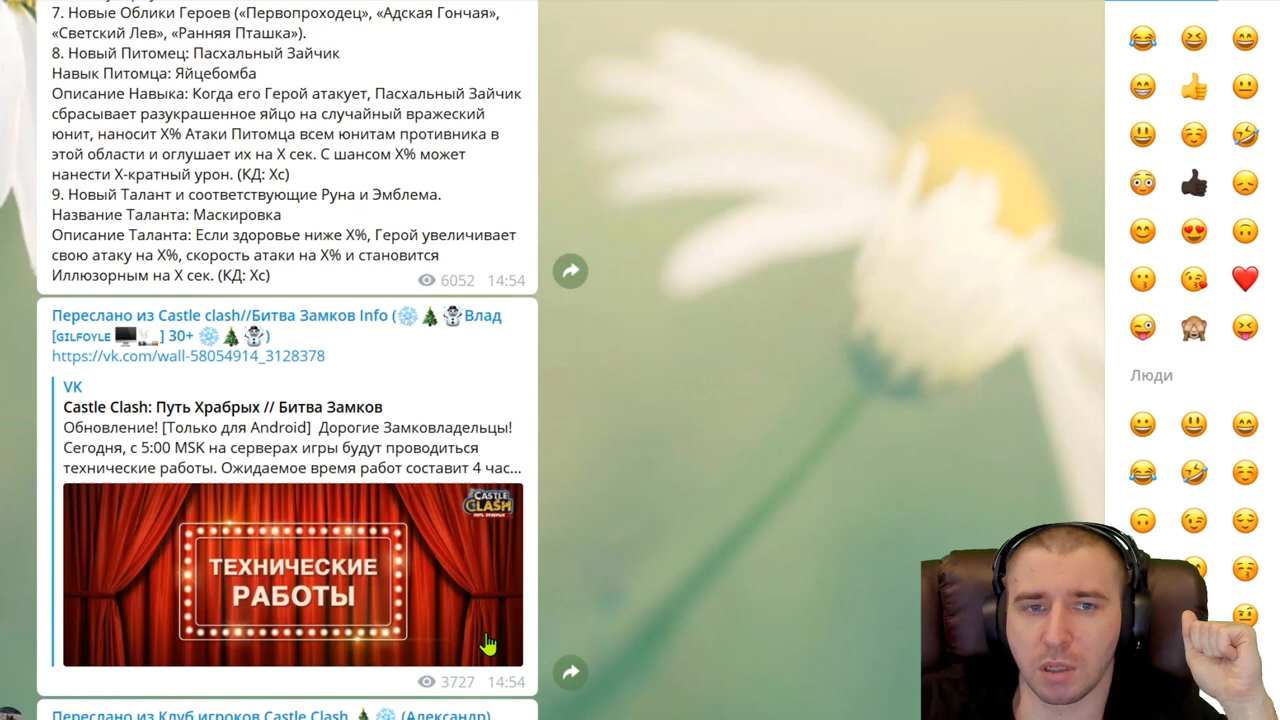 7. Новые Облики Героев («Первопроходец», «Адская Гончая»,
«Светский Лев», «Ранняя Пташка»).
8. Новый Питомец: Пасхальный Зайчик
Навык Питомца: Яйцебомба
Описание Навыка: Когда его Герой атакует, Пасхальный Зайчик
сбрасывает разукрашенное яйцо на случайный вражеский
юнит, наносит X% Атаки Питомца всем юнитам противника в
этой области и оглушает их на X сек. С шансом X% может
нанести X-кратный урон. (КД: Xс)
9. Новый Талант и соответствующие Руна и Эмблема.
Название Таланта: Маскировка
Описание Таланта: Если здоровье ниже X%, Герой увеличивает
свою атаку на X%, скорость атаки на X% и становится
Иллюзорным на X сек. (КД: Xс)
6052 14:54
Переслано из Castle clash//Битва Замков Info (❄️🎄☃️Влад
[ɢɪʟғᴏʏʟᴇ 🖥️🚬] 30+ ❄️🎄☃️)
https://vk.com/wall-58054914_3128378
VK
Castle Clash: Путь Храбрых // Битва Замков
Обновление! [Только для Android] Дорогие Замковладельцы!
Сегодня, с 5:00 MSK на серверах игры будут проводиться
технические работы. Ожидаемое время работ составит 4 час...
CASTLE
CLASH
ПУТЬ ХРАБРЫХ
ТЕХНИЧЕСКИЕ
РАБОТЫ
3727 14:54
Переслано из Клуб игроков Castle Clash 🎄❄️ (Александр)
Люди